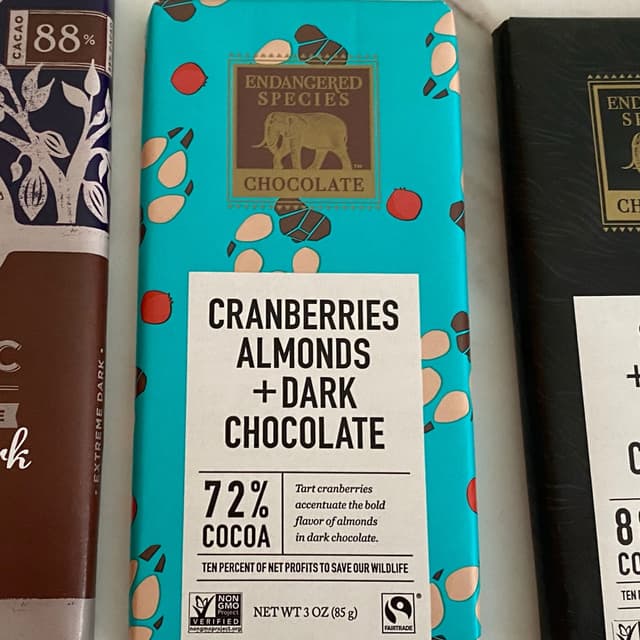 CACAO
88%
EXTREME DARK
ENDANGERED
SPECIES
CHOCOLATE
CRANBERRIES
ALMONDS
+DARK
CHOCOLATE
72%
COCOA
Tart cranberries
accentuate the bold
flavor of almonds
in dark chocolate.
TEN PERCENT OF NET PROFITS TO SAVE OUR WILDLIFE
NON
GMO
Project
VERIFIED
nongmoproject.org
NET WT 3 OZ (85 g)
FAIRTRADE